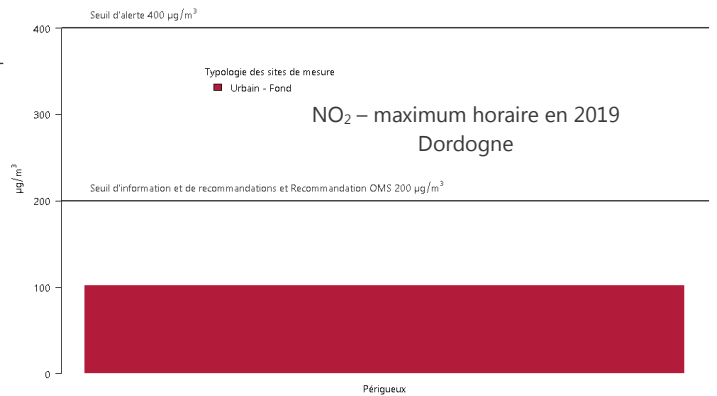 Seuil d'alerte 400 µg/m³
400
Typologie des sites de mesure
Urbain - Fond
NO₂ – maximum horaire en 2019
Dordogne
300
µg/m³
Seuil d'information et de recommandations et Recommandation OMS 200 µg/m³
200
100
0
Périgueux